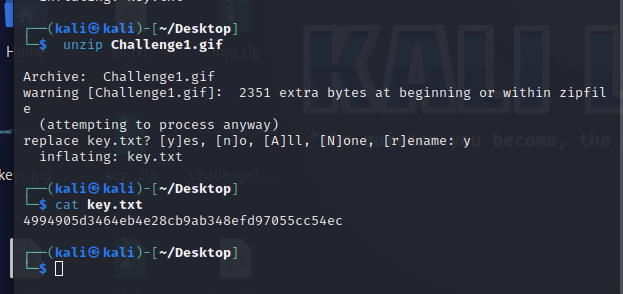 inflating: key.txt
┌──(kali㉿kali)-[~/Desktop]
└─$ unzip Challenge1.gif
Archive:  Challenge1.gif
warning [Challenge1.gif]:  2351 extra bytes at beginning or within zipfil
e
  (attempting to process anyway)
replace key.txt? [y]es, [n]o, [A]ll, [N]one, [r]ename: y
  inflating: key.txt
┌──(kali㉿kali)-[~/Desktop]
└─$ cat key.txt
4994905d3464eb4e28cb9ab348efd97055cc54ec
┌──(kali㉿kali)-[~/Desktop]
└─$
KALI